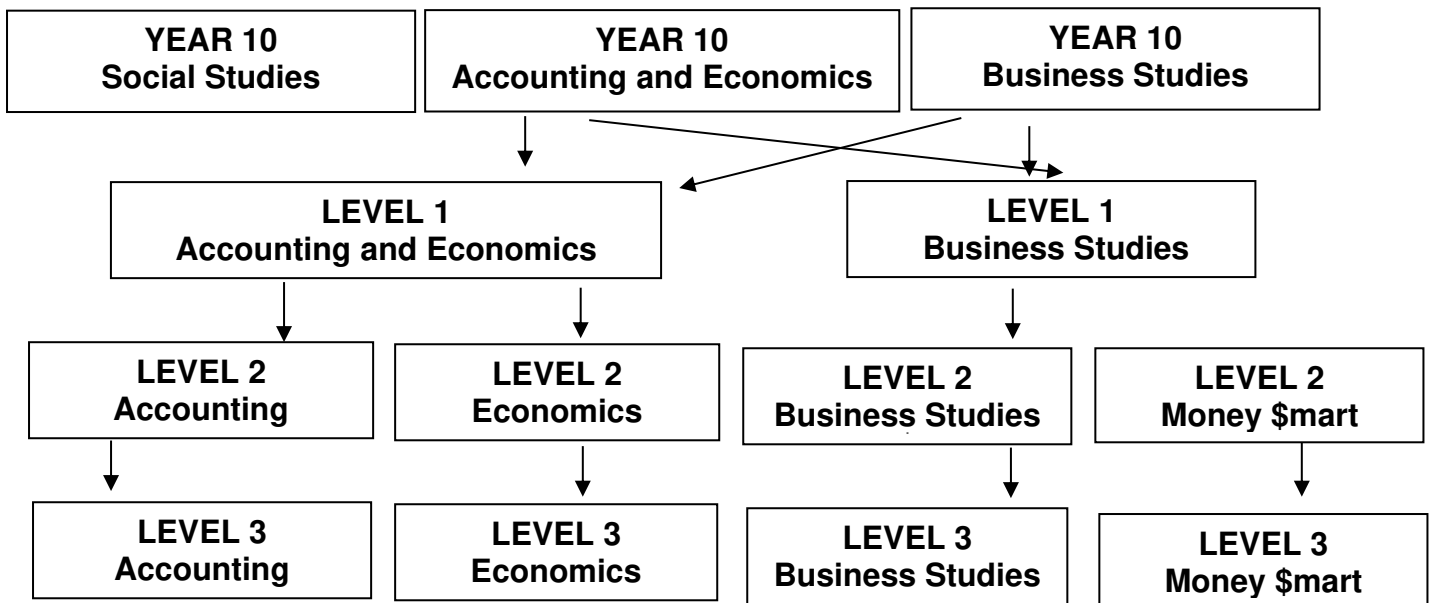 YEAR 10
Social Studies
YEAR 10
Accounting and Economics
YEAR 10
Business Studies
LEVEL 1
Accounting and Economics
LEVEL 1
Business Studies
LEVEL 2
Accounting
LEVEL 2
Economics
LEVEL 2
Business Studies
LEVEL 2
Money $mart
LEVEL 3
Accounting
LEVEL 3
Economics
LEVEL 3
Business Studies
LEVEL 3
Money $mart